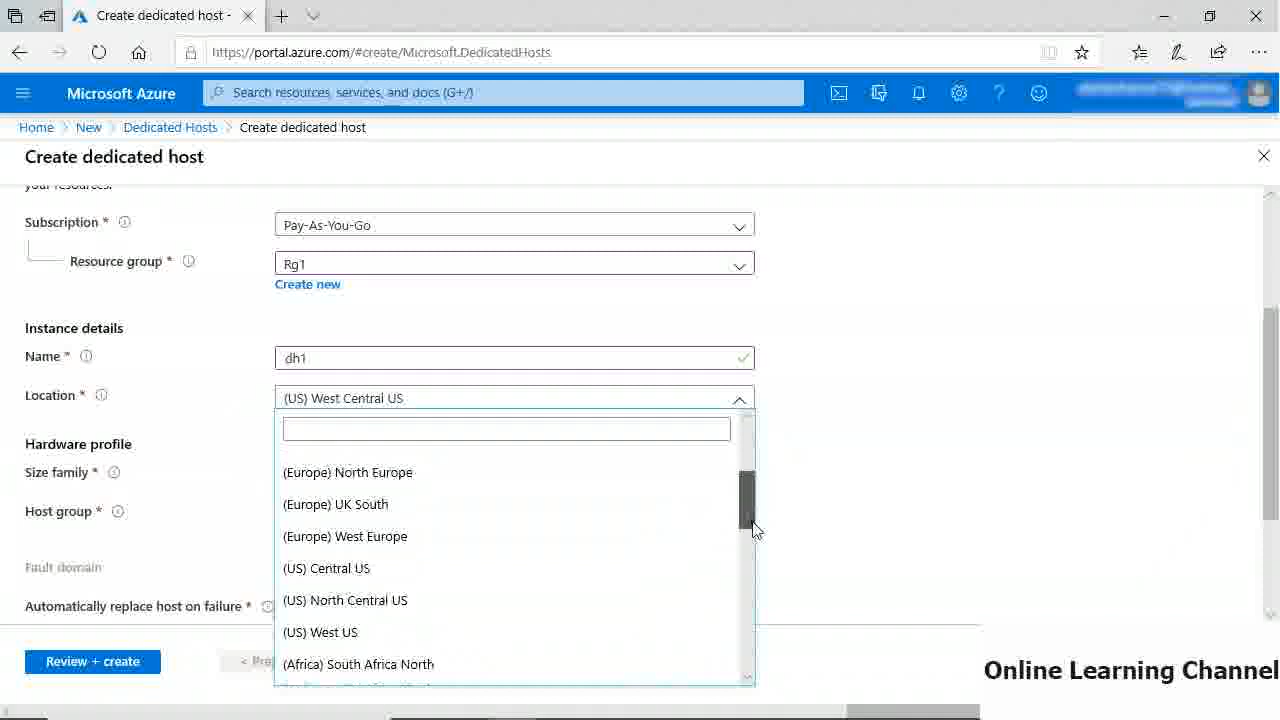 Create dedicated host -
https://portal.azure.com/#create/Microsoft.DedicatedHosts
Microsoft Azure
Search resources, services, and docs (G+/)
Home > New > Dedicated Hosts > Create dedicated host
Create dedicated host
your resources.
Subscription *
Pay-As-You-Go
Resource group *
Rg1
Create new
Instance details
Name *
dh1
Location *
(US) West Central US
Hardware profile
Size family *
(Europe) North Europe
Host group *
(Europe) UK South
(Europe) West Europe
Fault domain
(US) Central US
(US) North Central US
Automatically replace host on failure *
(US) West US
Review + create
(Africa) South Africa North
Online Learning Channel